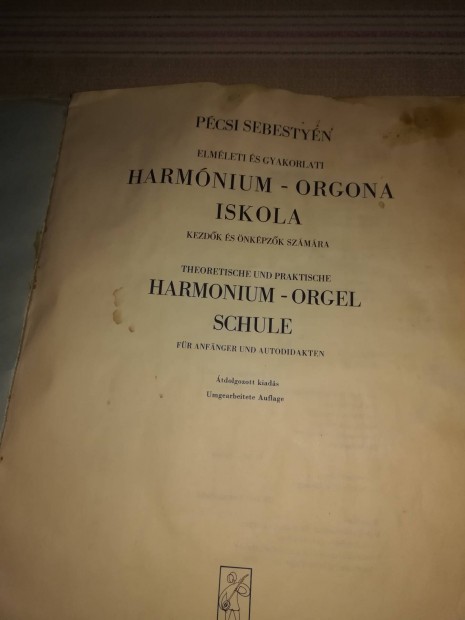 PÉCSI SEBESTYÉN
ELMÉLETI ÉS GYAKORLATI
HARMÓNIUM - ORGONA
ISKOLA
KEZDŐK ÉS ÖNKÉPZŐK SZÁMÁRA
THEORETISCHE UND PRAKTISCHE
HARMONIUM - ORGEL
SCHULE
FÜR ANFÄNGER UND AUTODIDAKTEN
Átdolgozott kiadás
Umgearbeitete Auflage